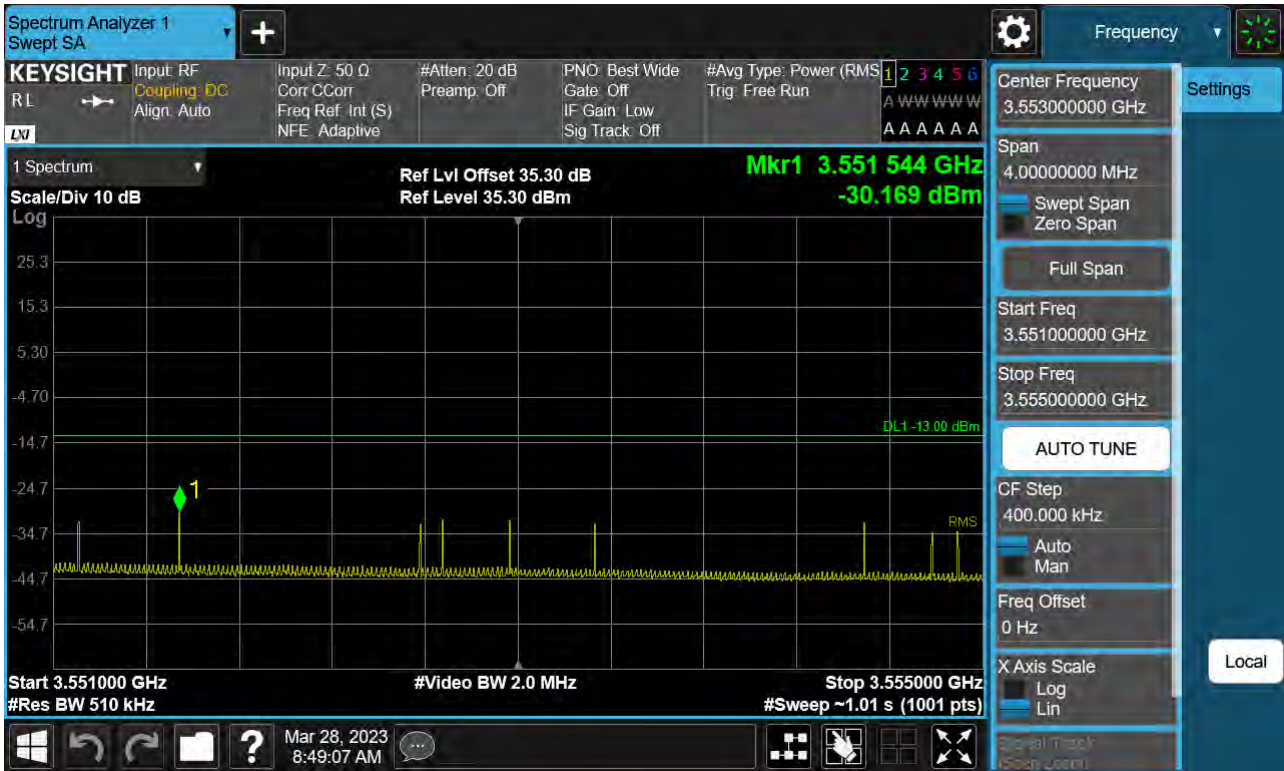 Spectrum Analyzer 1
Swept SA
+
Frequency
KEYSIGHT
RL
LXI
Input: RF
Coupling: DC
Align: Auto
Input Z: 50 Ω
Corr CCorr
Freq Ref: Int (S)
NFE: Adaptive
#Atten: 20 dB
Preamp: Off
PNO: Best Wide
Gate: Off
IF Gain: Low
Sig Track: Off
#Avg Type: Power (RMS
Trig: Free Run
1 2 3 4 5 6
A W W W W W
A A A A A A
1 Spectrum
Scale/Div 10 dB
Log
Ref Lvl Offset 35.30 dB
Ref Level 35.30 dBm
Mkr1 3.551 544 GHz
-30.169 dBm
25.3
15.3
5.30
-4.70
-14.7
-24.7
-34.7
-44.7
-54.7
DL1 -13.00 dBm
1
RMS
Start 3.551000 GHz
#Res BW 510 kHz
#Video BW 2.0 MHz
Stop 3.555000 GHz
#Sweep ~1.01 s (1001 pts)
Center Frequency
3.553000000 GHz
Span
4.00000000 MHz
Swept Span
Zero Span
Full Span
Start Freq
3.551000000 GHz
Stop Freq
3.555000000 GHz
AUTO TUNE
CF Step
400.000 kHz
Auto
Man
Freq Offset
0 Hz
X Axis Scale
Log
Lin
Signal Track
(Span Zoom)
Settings
Local
?
Mar 28, 2023
8:49:07 AM